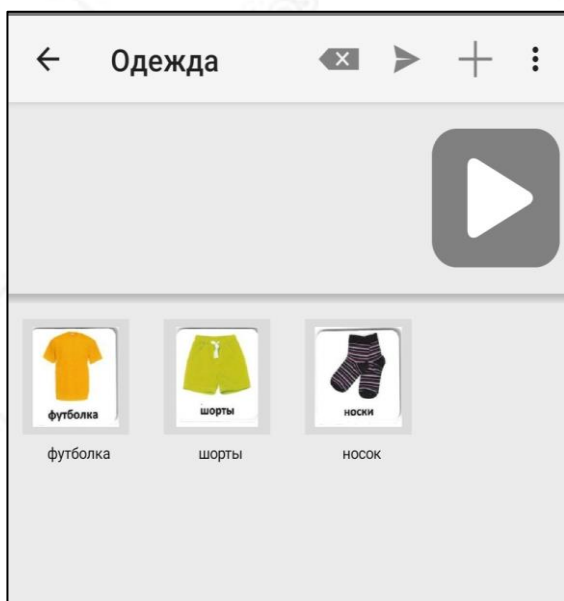 Одежда
футболка
шорты
носки
футболка
шорты
носок